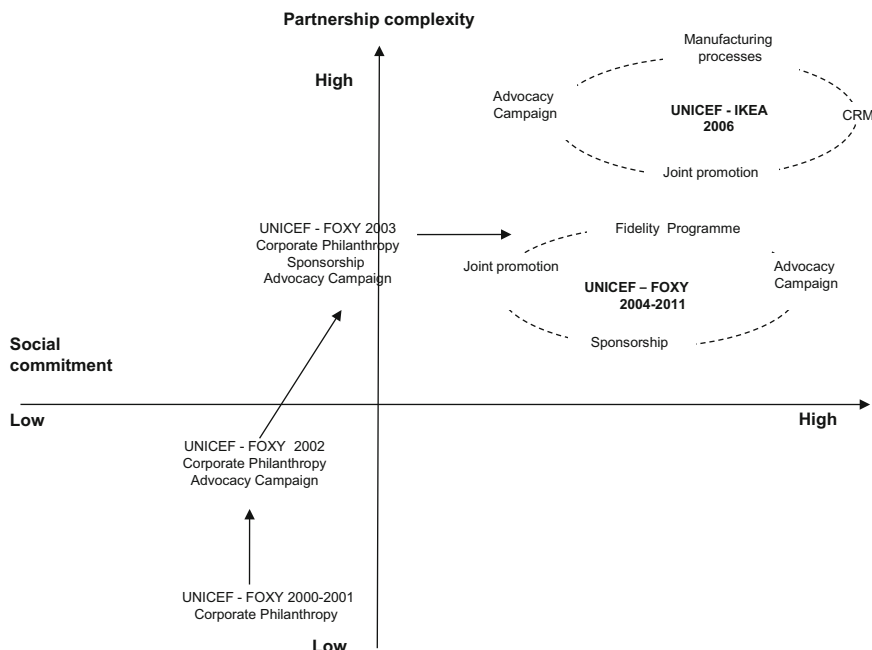 Partnership complexity
High
Manufacturing
processes
Advocacy
Campaign
UNICEF - IKEA
2006
CRM
Joint promotion
UNICEF - FOXY 2003
Corporate Philanthropy
Sponsorship
Advocacy Campaign
Fidelity Programme
Joint promotion
Advocacy
Campaign
UNICEF – FOXY
2004-2011
Sponsorship
Social
commitment
Low
High
UNICEF - FOXY 2002
Corporate Philanthropy
Advocacy Campaign
UNICEF - FOXY 2000-2001
Corporate Philanthropy
Low